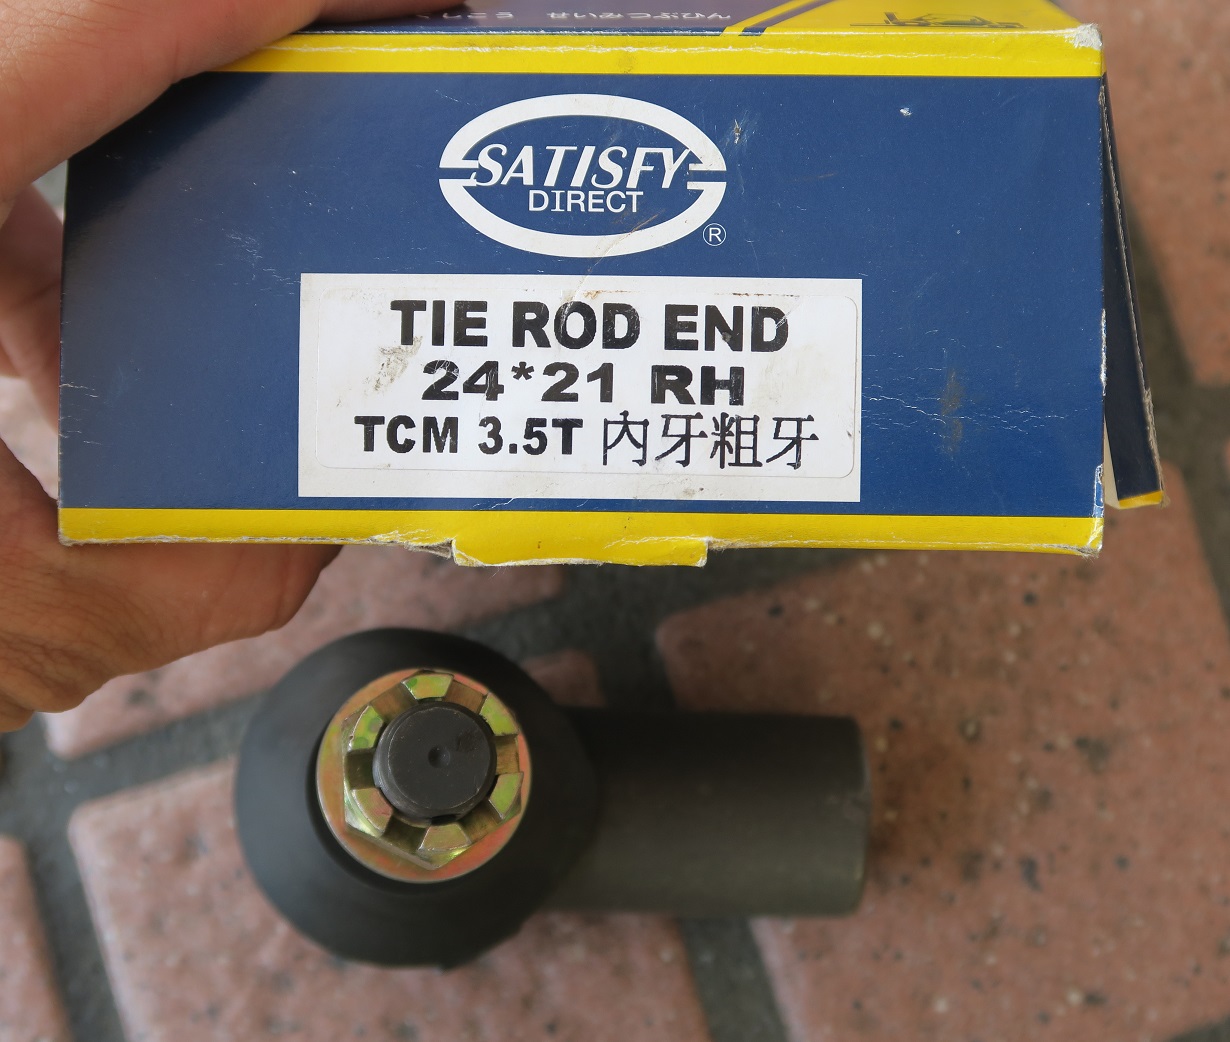 SATISFY
DIRECT
®
TIE ROD END
24*21 RH
TCM 3.5T 內牙粗牙